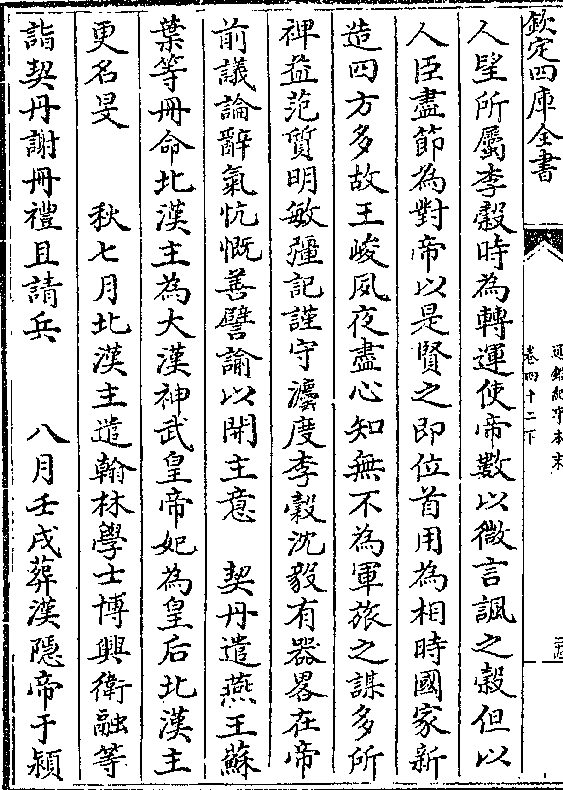 欽定四庫全書
通鑑紀事本末
卷四十二下
人望所屬李穀時為轉運使帝數以微言諷之穀但以
人臣盡節為對帝以是賢之即位首用為相時國家新
造四方多故王峻夙夜盡心知無不為軍旅之謀多所
裨益范質明敏彊記謹守灋度李穀沈毅有器畧在帝
前議論辭氣忼慨善譬諭以開主意　契丹遣燕王蘇
葉等冊命北漢主為大漢神武皇帝妃為皇后北漢主
更名旻　秋七月北漢主遣翰林學士博興衛融等
詣契丹謝冊禮且請兵　八月壬戌葬漢隱帝于潁